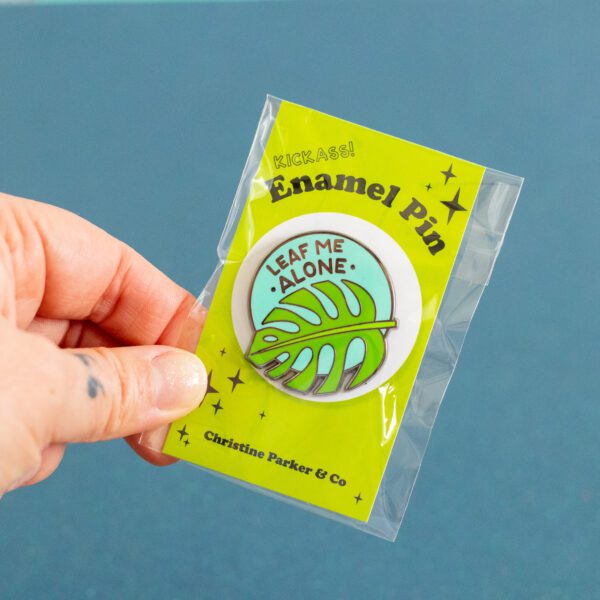 KICKASS!
Enamel Pin
LEAF ME
•ALONE•
Christine Parker & Co